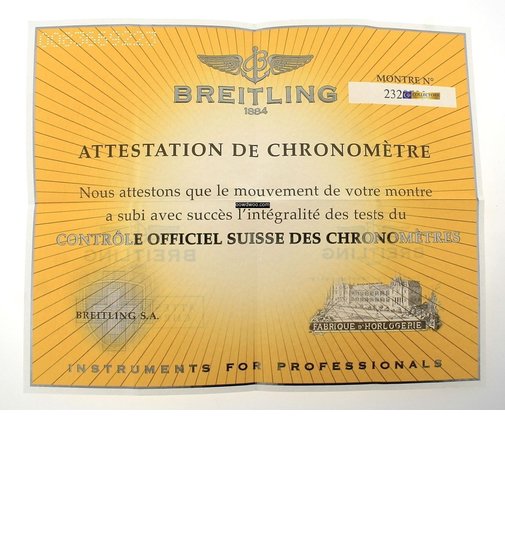 BREITLING
1884
MONTRE N°
232
COLLECTORS
ATTESTATION DE CHRONOMÈTRE
Nous attestons que le mouvement de votre montre
a subi avec succès l'intégralité des tests du
CONTRÔLE OFFICIEL SUISSE DES CHRONOMÈTRES
BREITLING S.A.
FABRIQUE D'HORLOGERIE
INSTRUMENTS FOR PROFESSIONALS